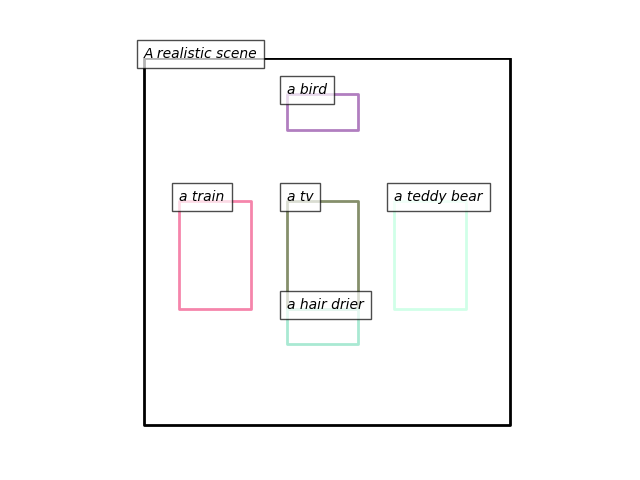 A realistic scene
a bird
a train
a tv
a teddy bear
a hair drier